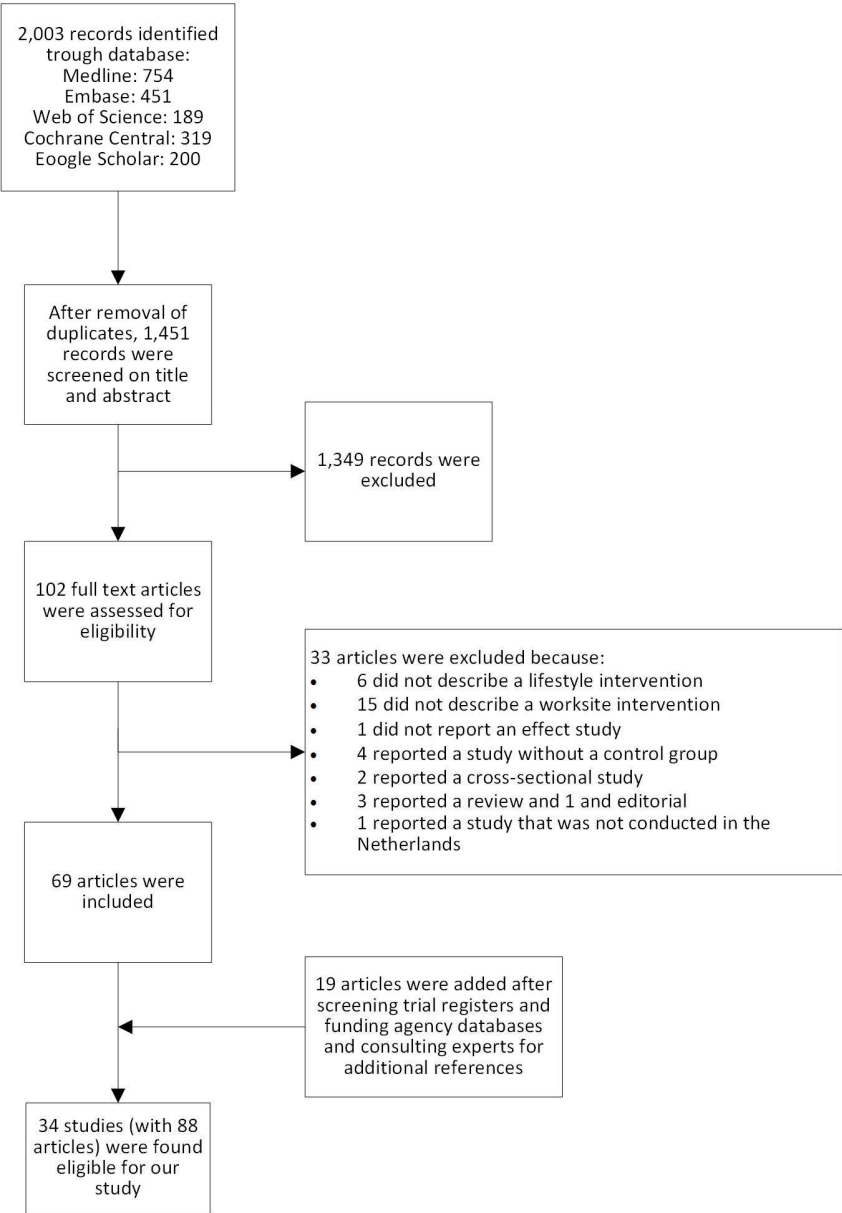 2,003 records identified
trough database:
Medline: 754
Embase: 451
Web of Science: 189
Cochrane Central: 319
Eoogle Scholar: 200
After removal of
duplicates, 1,451
records were
screened on title
and abstract
1,349 records were
excluded
102 full text articles
were assessed for
eligibility
33 articles were excluded because:
• 6 did not describe a lifestyle intervention
• 15 did not describe a worksite intervention
• 1 did not report an effect study
• 4 reported a study without a control group
• 2 reported a cross-sectional study
• 3 reported a review and 1 and editorial
• 1 reported a study that was not conducted in the
Netherlands
69 articles were
included
19 articles were added after
screening trial registers and
funding agency databases
and consulting experts for
additional references
34 studies (with 88
articles) were found
eligible for our
study